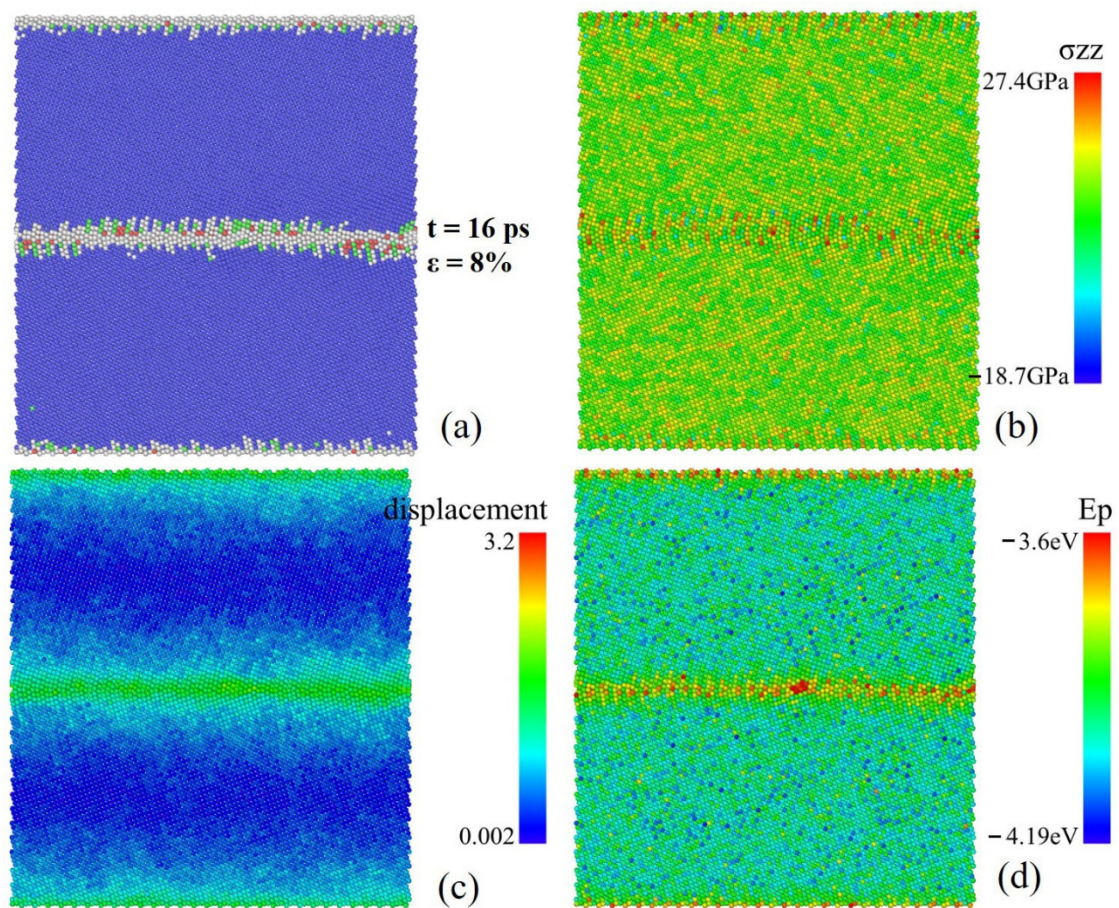 σzz
27.4GPa
t = 16 ps
ε = 8%
−18.7GPa
(a)
(b)
displacement
3.2
Ep
−3.6eV
0.002
−4.19eV
(c)
(d)